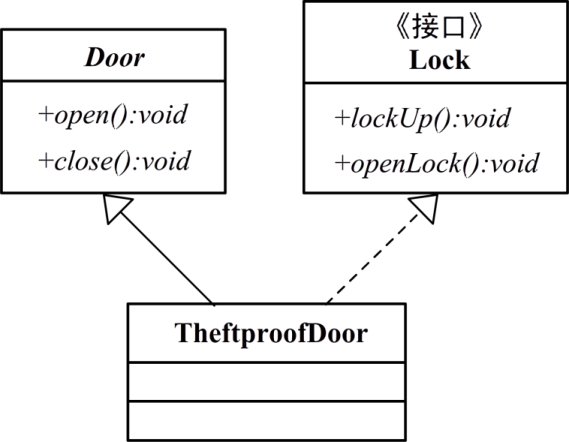 Door
+open():void
+close():void
《接口》
Lock
+lockUp():void
+openLock():void
TheftproofDoor